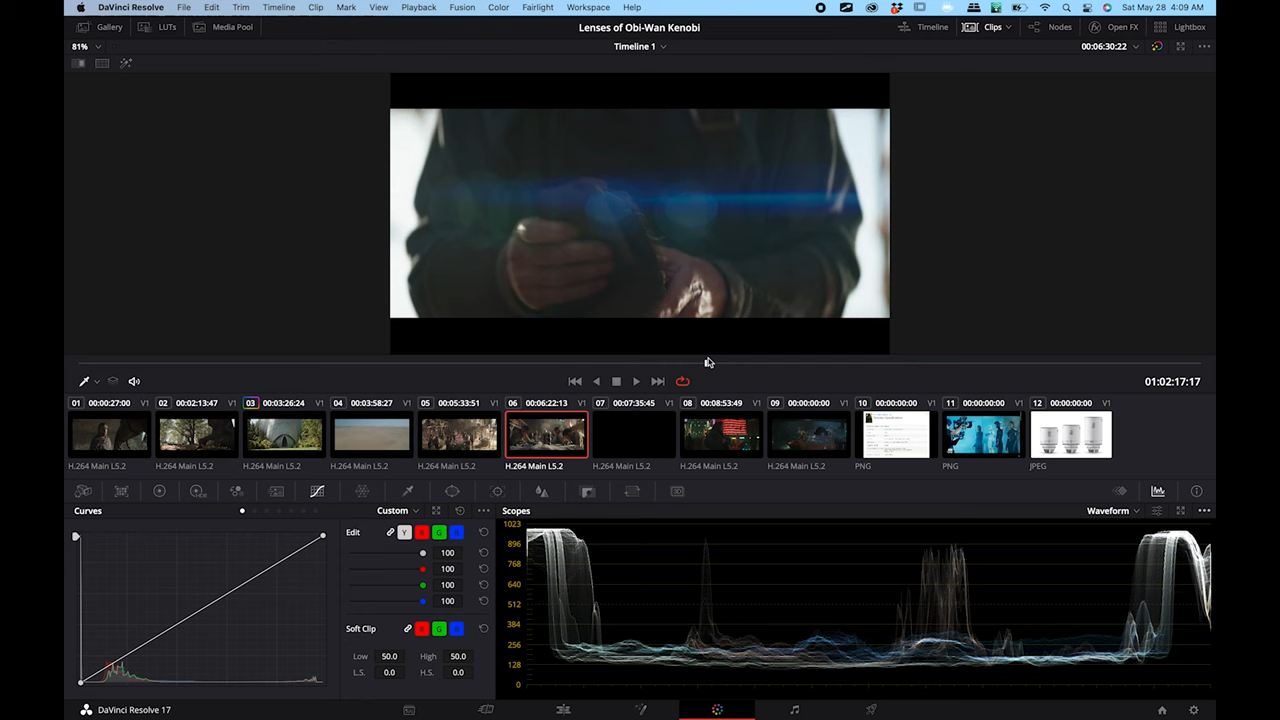 DaVinci Resolve File Edit Trim Timeline Clip Mark View Playback Fusion Color Fairlight Workspace Help Sat May 28 4:09 AM
Gallery LUTs Media Pool Lenses of Obi-Wan Kenobi Timeline Clips Nodes Open FX Lightbox
81% Timeline 1 00:06:30:22
01:02:17:17
01 00:00:27:00 V1 02 00:02:13:47 V1 03 00:03:26:24 V1 04 00:03:58:27 V1 05 00:05:33:51 V1 06 00:06:22:13 V1 07 00:07:35:45 V1 08 00:08:53:49 V1 09 00:00:00:00 V1 10 00:00:00:00 V1 11 00:00:00:00 V1 12 00:00:00:00 V1
H.264 Main L5.2 H.264 Main L5.2 H.264 Main L5.2 H.264 Main L5.2 H.264 Main L5.2 H.264 Main L5.2 H.264 Main L5.2 H.264 Main L5.2 H.264 Main L5.2 PNG PNG JPEG
Curves Custom Scopes Waveform
Edit Y R G B
100
100
100
100
Soft Clip R G B
Low 50.0 High 50.0
L.S. 0.0 H.S. 0.0
1023
896
768
640
512
384
256
128
0
DaVinci Resolve 17